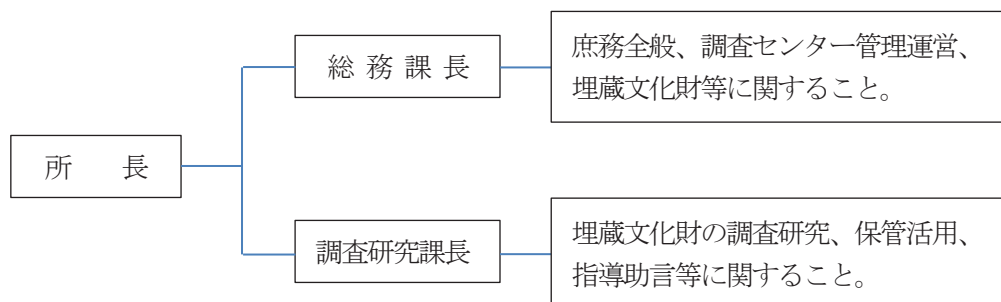 所　長
総務課長
庶務全般、調査センター管理運営、
埋蔵文化財等に関すること。
調査研究課長
埋蔵文化財の調査研究、保管活用、
指導助言等に関すること。